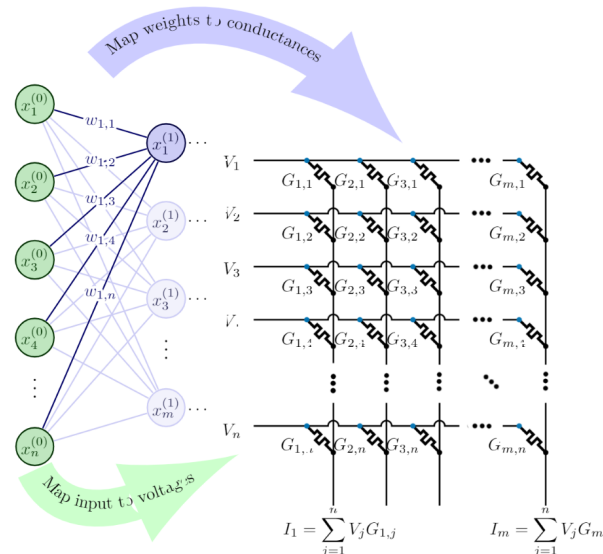 Map weights to conductances
x_1^{(0)}
x_2^{(0)}
x_3^{(0)}
x_4^{(0)}
x_n^{(0)}
w_{1,1}
w_{1,2}
w_{1,3}
w_{1,4}
w_{1,n}
x_1^{(1)}
x_2^{(1)}
x_3^{(1)}
x_m^{(1)}
Map input to voltages
V_1
G_{1,1} G_{2,1} G_{3,1} G_{m,1}
V_2
G_{1,2} G_{2,2} G_{3,2} G_{m,2}
V_3
G_{1,3} G_{2,3} G_{3,3} G_{m,3}
G_{3,4}
V_n
G_{2,n} G_{3,n} G_{m,n}
I_1 = \sum_{j=1}^{n} V_j G_{1,j} I_m = \sum_{j=1}^{n} V_j G_m